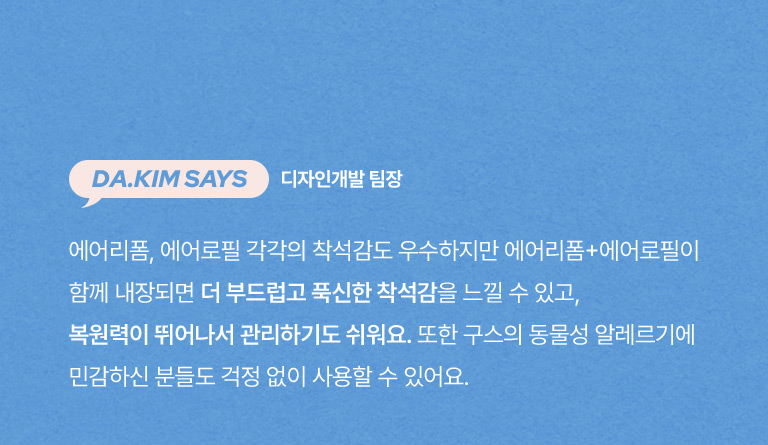 DA.KIM SAYS 디자인개발 팀장
에어리폼, 에어로필 각각의 착석감도 우수하지만 에어리폼+에어로필이
함께 내장되면 더 부드럽고 푹신한 착석감을 느낄 수 있고,
복원력이 뛰어나서 관리하기도 쉬워요. 또한 구스의 동물성 알레르기에
민감하신 분들도 걱정 없이 사용할 수 있어요.